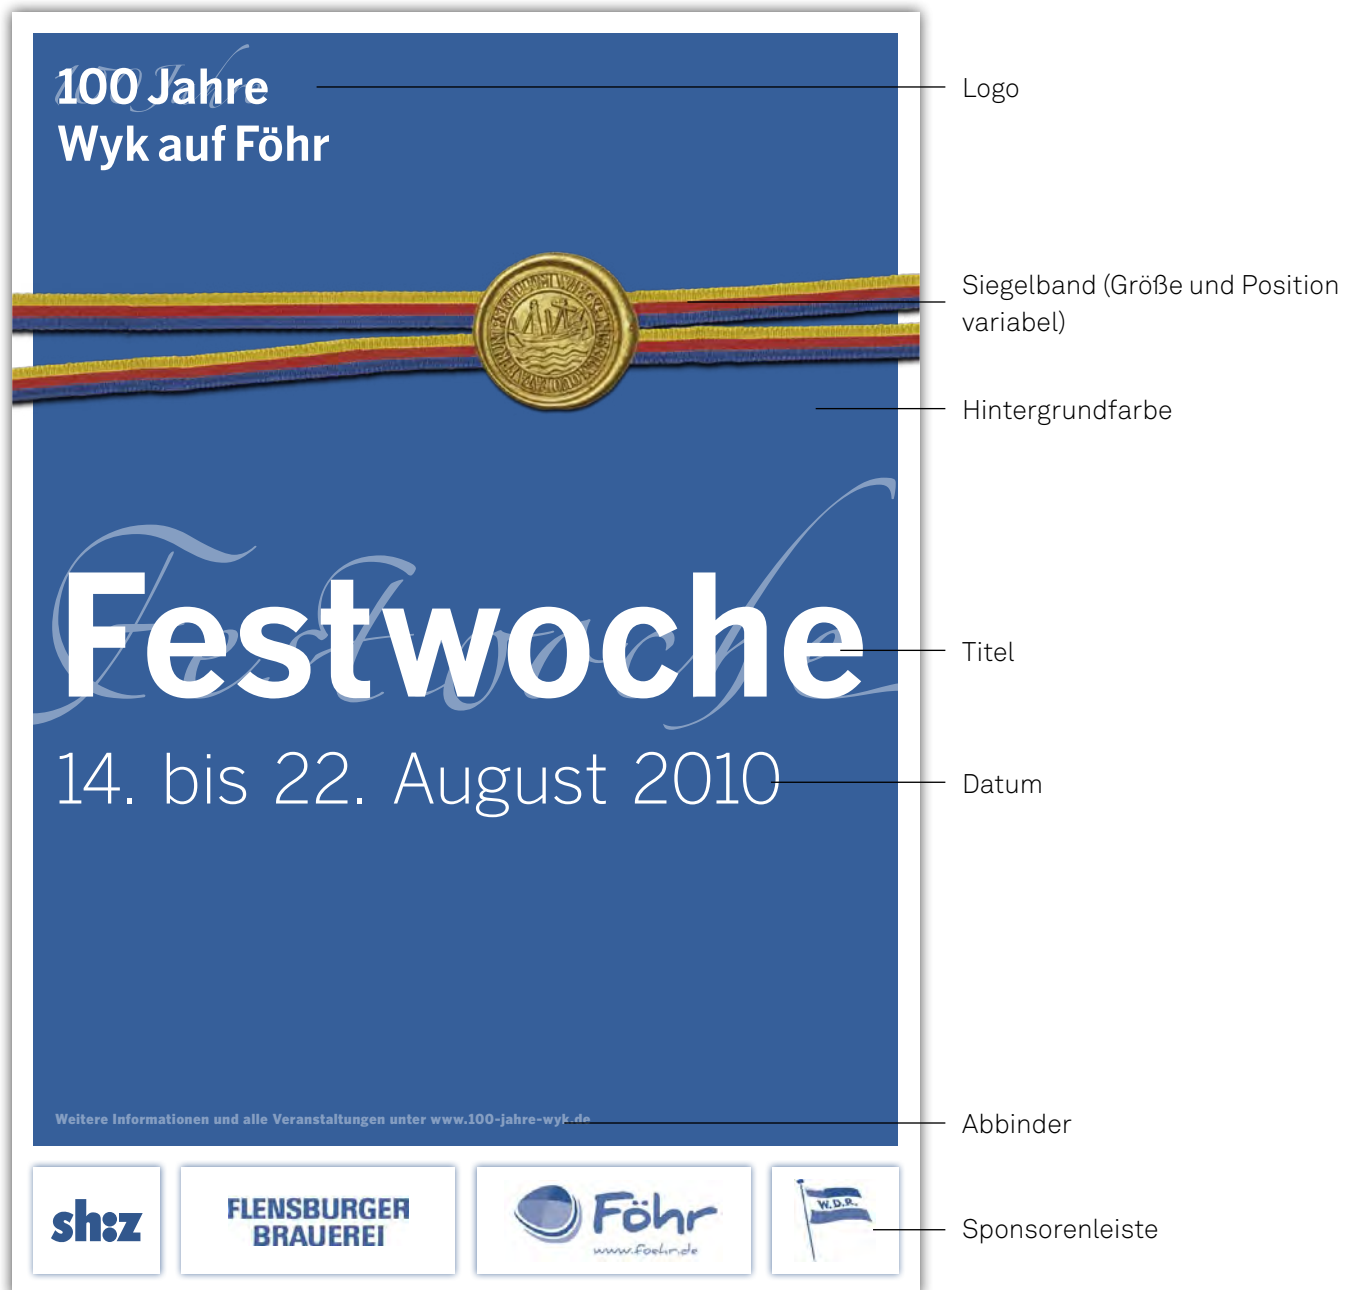 100 Jahre
Wyk auf Föhr
Logo
Siegelband (Größe und Position
variabel)
Hintergrundfarbe
Festwoche
Titel
14. bis 22. August 2010
Datum
Weitere Informationen und alle Veranstaltungen unter www.100-jahre-wyk.de
Abbinder
sh:z
FLENSBURGER
BRAUEREI
Föhr
www.foehr.de
W.D.R.
Sponsorenleiste